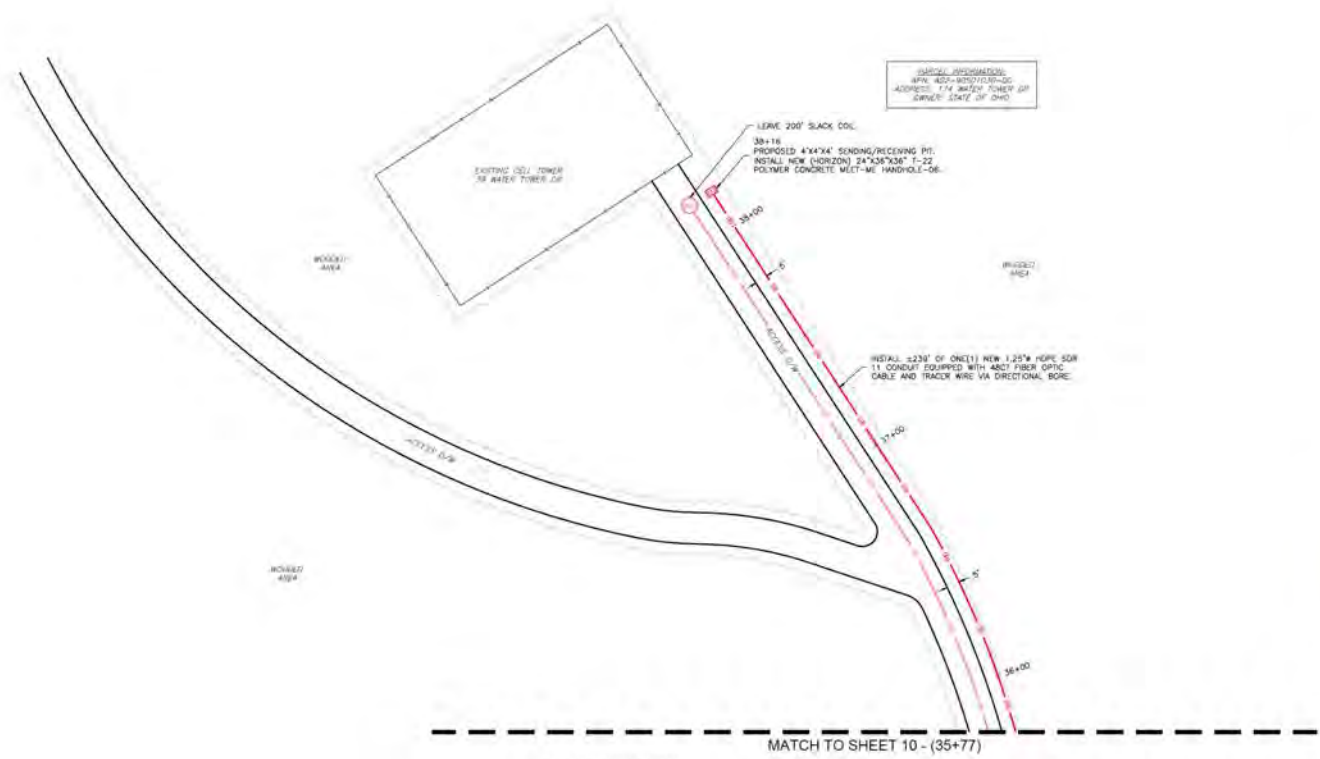 PARCEL INFORMATION:
ADDRESS: 174 WATER TOWER DR
OWNER: STATE OF OHIO
LEAVE 200' SLACK COIL.
38+16
PROPOSED 4'X4'X4' SENDING/RECEIVING PIT.
INSTALL NEW (HORIZON) 24"X36"X36" T-22
POLYMER CONCRETE MEET-ME HANDHOLE-06.
EXISTING CELL TOWER
WATER TOWER DR
38+00
WOODED
AREA
5'
WOODED
AREA
ACCESS D/W
INSTALL ±239' OF ONE(1) NEW 1.25"Ø HDPE SDR
11 CONDUIT EQUIPPED WITH 48CT FIBER OPTIC
CABLE AND TRACER WIRE VIA DIRECTIONAL BORE.
37+00
ACCESS D/W
WOODED
AREA
5'
36+00
MATCH TO SHEET 10 - (35+77)